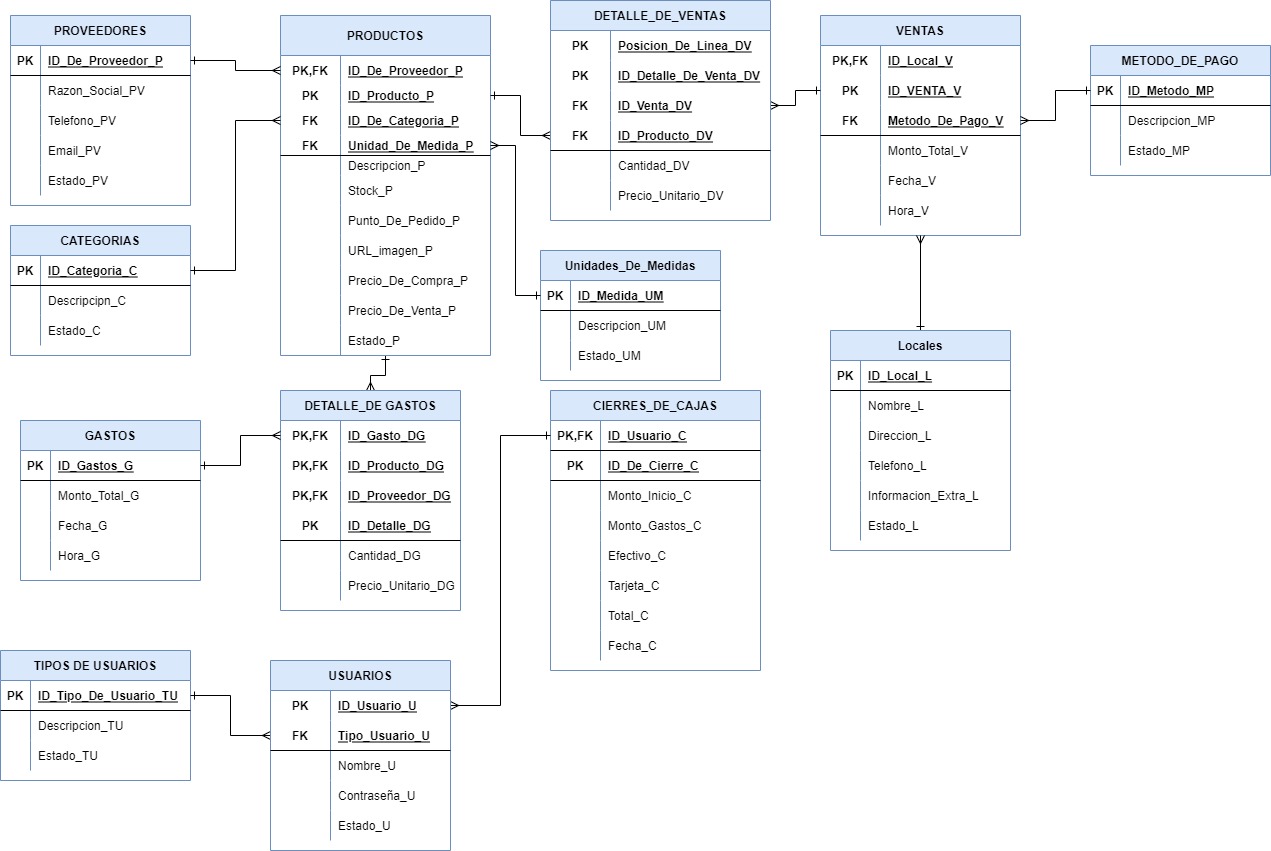 PROVEEDORES
PK ID_De_Proveedor_P
Razon_Social_PV
Telefono_PV
Email_PV
Estado_PV
CATEGORIAS
PK ID_Categoria_C
Descripcipn_C
Estado_C
PRODUCTOS
PK,FK ID_De_Proveedor_P
PK ID_Producto_P
FK ID_De_Categoria_P
FK Unidad_De_Medida_P
Descripcion_P
Stock_P
Punto_De_Pedido_P
URL_imagen_P
Precio_De_Compra_P
Precio_De_Venta_P
Estado_P
DETALLE_DE_VENTAS
PK Posicion_De_Linea_DV
PK ID_Detalle_De_Venta_DV
FK ID_Venta_DV
FK ID_Producto_DV
Cantidad_DV
Precio_Unitario_DV
VENTAS
PK,FK ID_Local_V
PK ID_VENTA_V
FK Metodo_De_Pago_V
Monto_Total_V
Fecha_V
Hora_V
METODO_DE_PAGO
PK ID_Metodo_MP
Descripcion_MP
Estado_MP
Unidades_De_Medidas
PK ID_Medida_UM
Descripcion_UM
Estado_UM
Locales
PK ID_Local_L
Nombre_L
Direccion_L
Telefono_L
Informacion_Extra_L
Estado_L
GASTOS
PK ID_Gastos_G
Monto_Total_G
Fecha_G
Hora_G
DETALLE_DE GASTOS
PK,FK ID_Gasto_DG
PK,FK ID_Producto_DG
PK,FK ID_Proveedor_DG
PK ID_Detalle_DG
Cantidad_DG
Precio_Unitario_DG
CIERRES_DE_CAJAS
PK,FK ID_Usuario_C
PK ID_De_Cierre_C
Monto_Inicio_C
Monto_Gastos_C
Efectivo_C
Tarjeta_C
Total_C
Fecha_C
TIPOS DE USUARIOS
PK ID_Tipo_De_Usuario_TU
Descripcion_TU
Estado_TU
USUARIOS
PK ID_Usuario_U
FK Tipo_Usuario_U
Nombre_U
Contraseña_U
Estado_U